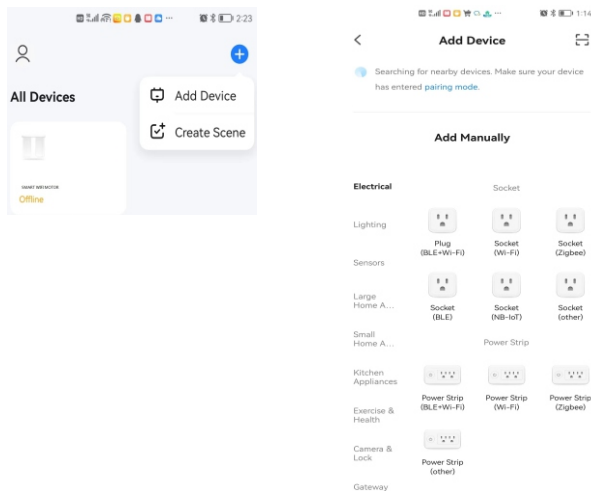 2:23
All Devices
Add Device
Create Scene
SMART WIFI MOTOR
Offline
1:14
Add Device
Searching for nearby devices. Make sure your device
has entered pairing mode.
Add Manually
Electrical
Lighting
Sensors
Large
Home A...
Small
Home A...
Kitchen
Appliances
Exercise &
Health
Camera &
Lock
Gateway
Socket
Plug
(BLE+Wi-Fi)
Socket
(Wi-Fi)
Socket
(Zigbee)
Socket
(BLE)
Socket
(NB-IoT)
Socket
(other)
Power Strip
Power Strip
(BLE+Wi-Fi)
Power Strip
(Wi-Fi)
Power Strip
(Zigbee)
Power Strip
(other)